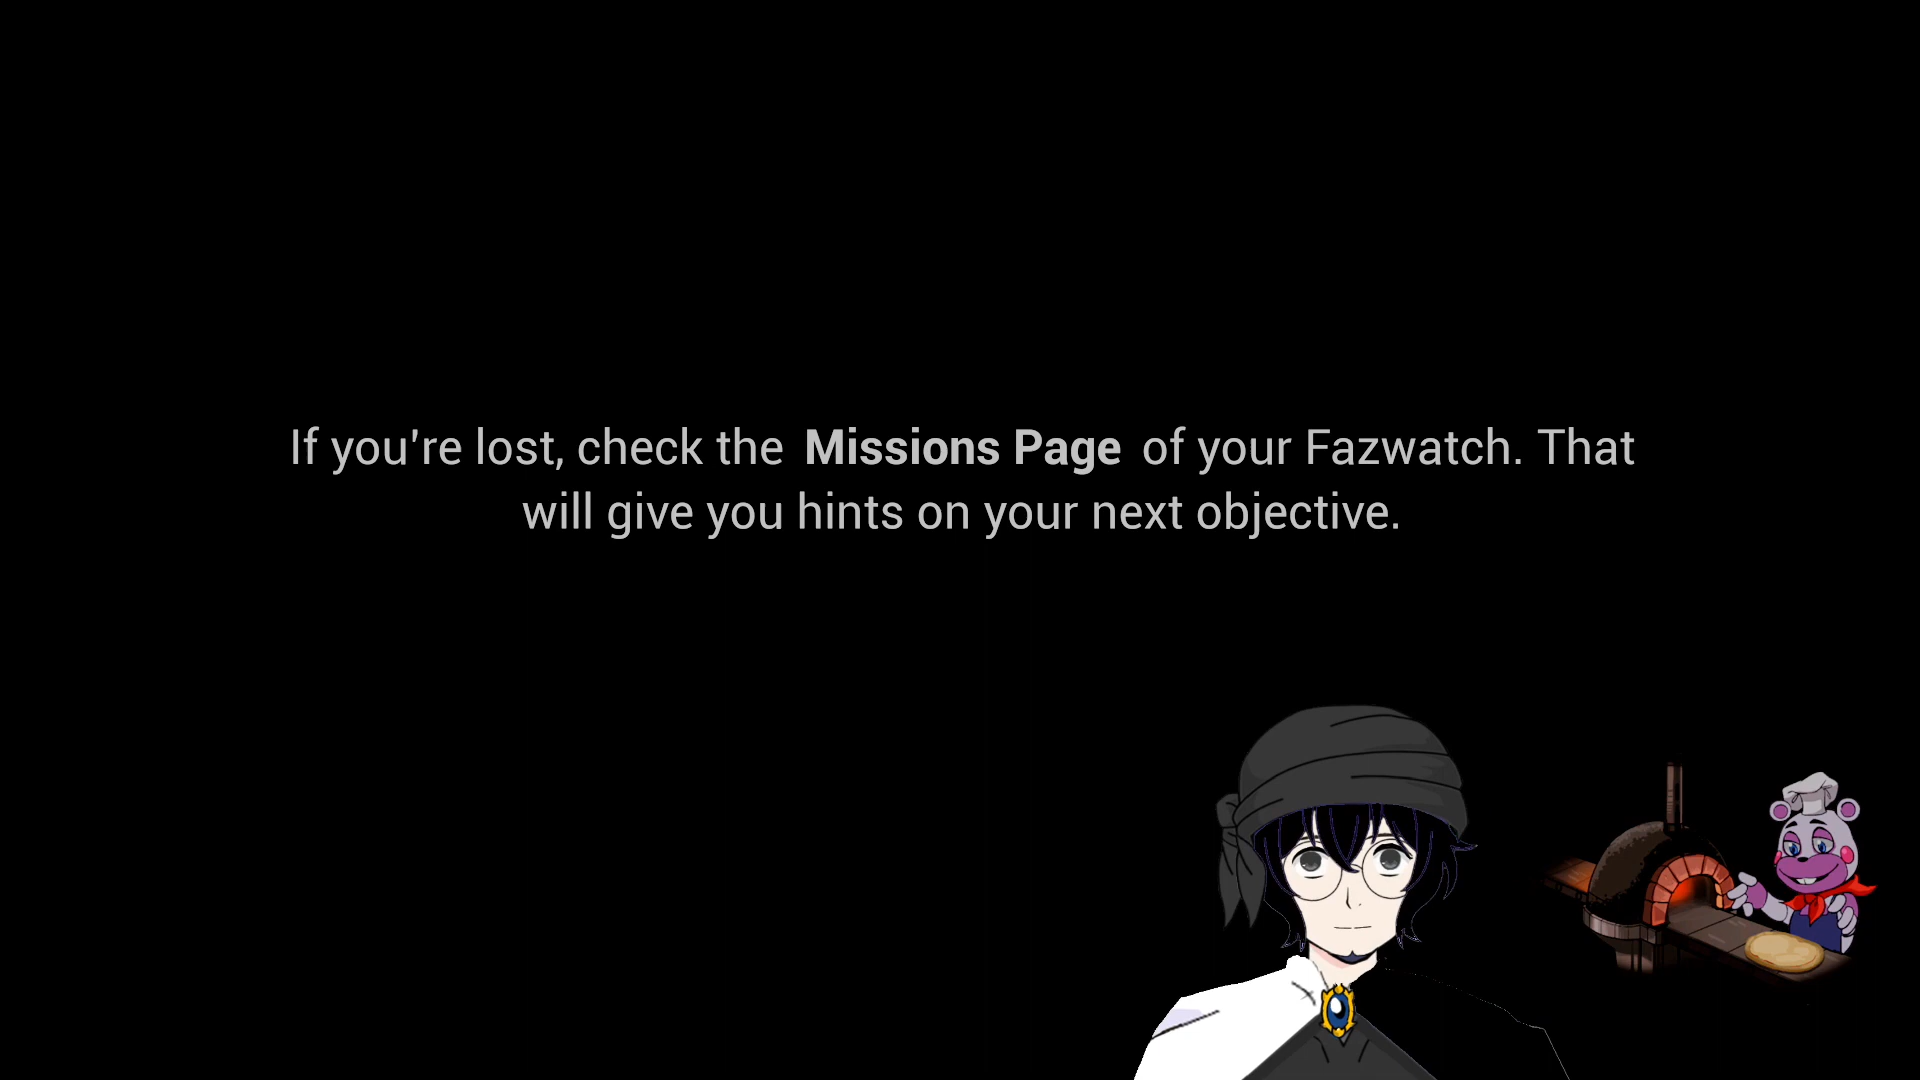 If you're lost, check the Missions Page of your Fazwatch. That
will give you hints on your next objective.